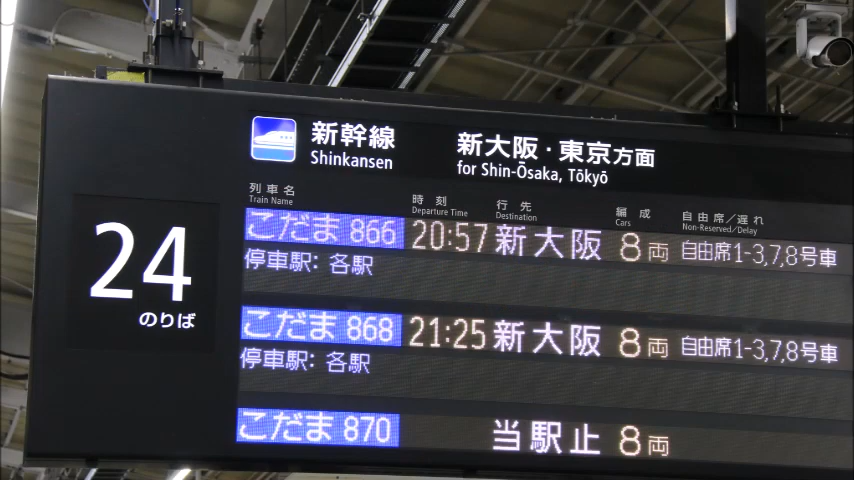 新幹線 新大阪・東京方面
Shinkansen for Shin-Ōsaka, Tōkyō
列車名 時刻 行先 編成 自由席/遅れ
Train Name Departure Time Destination Cars Non-Reserved/Delay
こだま 866 20:57 新大阪 8両 自由席1-3,7,8号車
停車駅: 各駅
24
のりば
こだま 868 21:25 新大阪 8両 自由席1-3,7,8号車
停車駅: 各駅
こだま 870 当駅止 8両